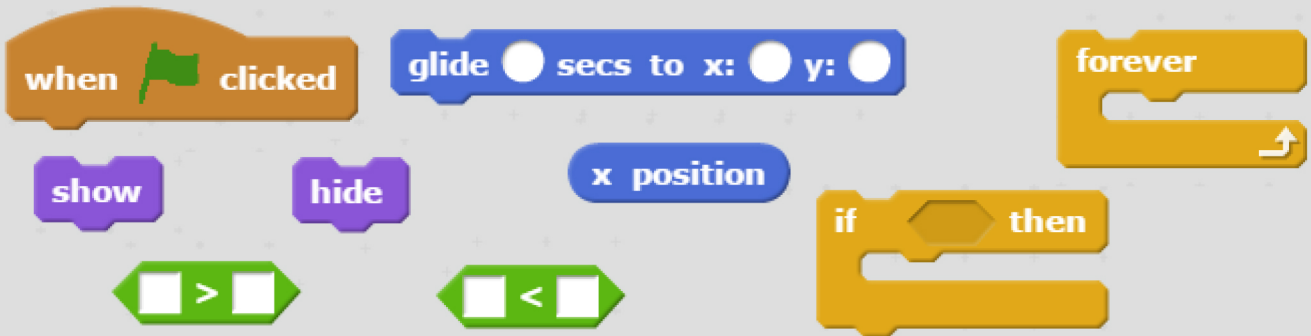 when clicked
glide secs to x: y:
forever
show
hide
x position
if then
>
<